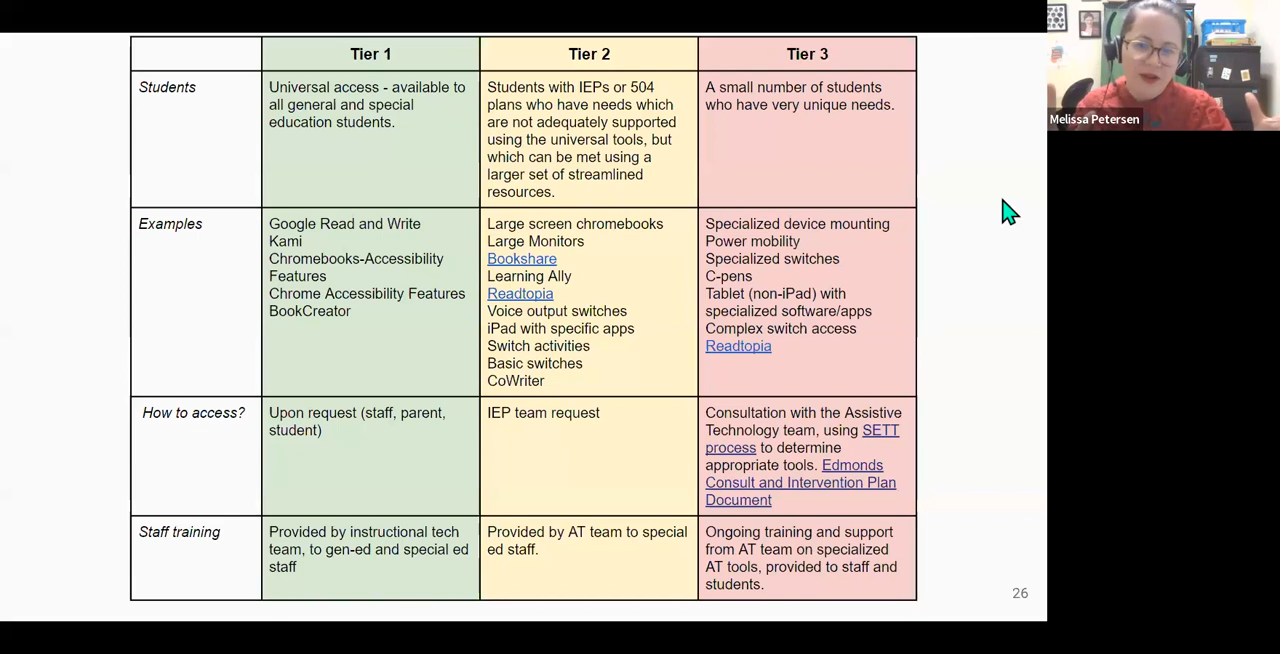 Tier 1
Tier 2
Tier 3
Students
Universal access - available to
all general and special
education students.
Students with IEPs or 504
plans who have needs which
are not adequately supported
using the universal tools, but
which can be met using a
larger set of streamlined
resources.
A small number of students
who have very unique needs.
Examples
Google Read and Write
Kami
Chromebooks-Accessibility
Features
Chrome Accessibility Features
BookCreator
Large screen chromebooks
Large Monitors
Bookshare
Learning Ally
Readtopia
Voice output switches
iPad with specific apps
Switch activities
Basic switches
CoWriter
Specialized device mounting
Power mobility
Specialized switches
C-pens
Tablet (non-iPad) with
specialized software/apps
Complex switch access
Readtopia
How to access?
Upon request (staff, parent,
student)
IEP team request
Consultation with the Assistive
Technology team, using SETT
process to determine
appropriate tools. Edmonds
Consult and Intervention Plan
Document
Staff training
Provided by instructional tech
team, to gen-ed and special ed
staff
Provided by AT team to special
ed staff.
Ongoing training and support
from AT team on specialized
AT tools, provided to staff and
students.
26
Melissa Petersen